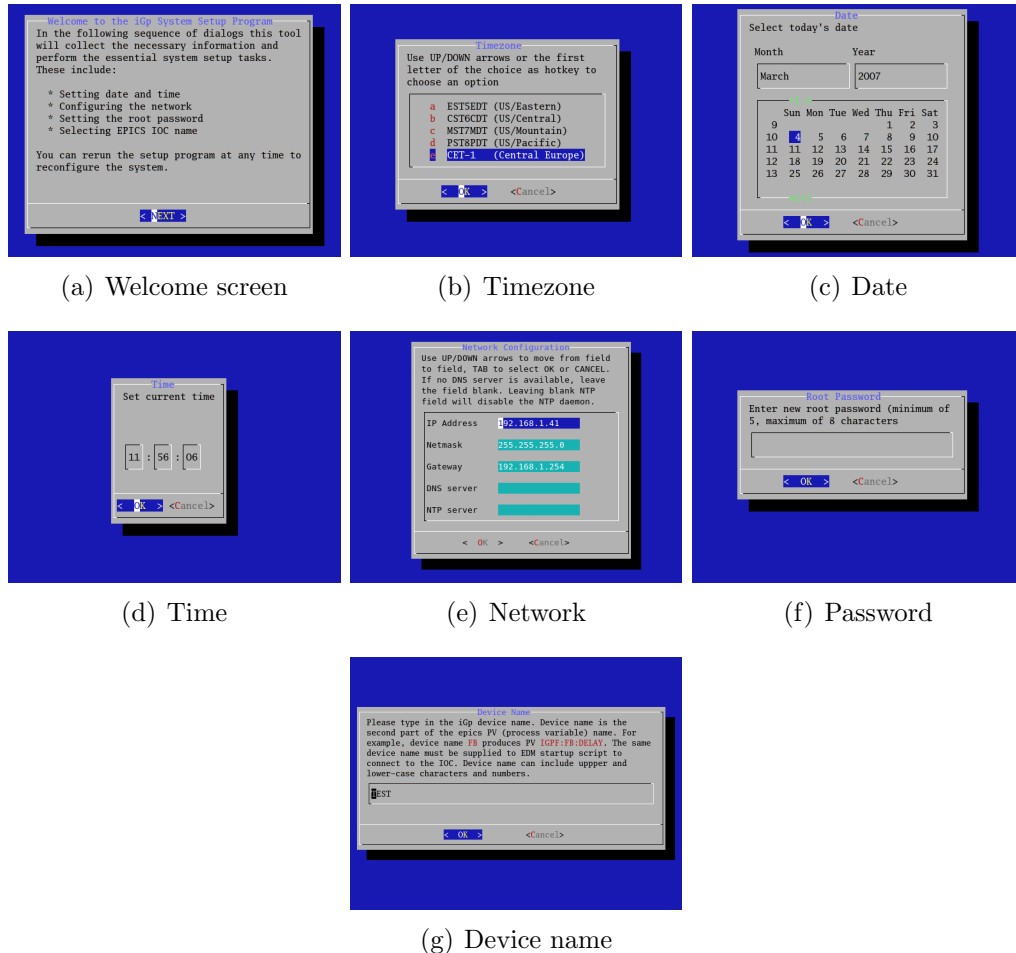 Welcome to the iGp System Setup Program
In the following sequence of dialogs this tool
will collect the necessary information and
perform the essential system setup tasks.
These include:
* Setting date and time
* Configuring the network
* Setting the root password
* Selecting EPICS IOC name
You can rerun the setup program at any time to
reconfigure the system.
< NEXT >
(a) Welcome screen
Timezone
Use UP/DOWN arrows or the first
letter of the choice as hotkey to
choose an option
a EST5EDT (US/Eastern)
b CST6CDT (US/Central)
c MST7MDT (US/Mountain)
d PST8PDT (US/Pacific)
e CET-1 (Central Europe)
< OK > <Cancel>
(b) Timezone
Date
Select today's date
Month Year
March 2007
Sun Mon Tue Wed Thu Fri Sat
9 1 2 3
10 4 5 6 7 8 9 10
11 11 12 13 14 15 16 17
12 18 19 20 21 22 23 24
13 25 26 27 28 29 30 31
< OK > <Cancel>
(c) Date
Time
Set current time
11 : 56 : 06
< OK > <Cancel>
(d) Time
Network Configuration
Use UP/DOWN arrows to move from field
to field, TAB to select OK or CANCEL.
If no DNS server is available, leave
the field blank. Leaving blank NTP
field will disable the NTP daemon.
IP Address 192.168.1.41
Netmask 255.255.255.0
Gateway 192.168.1.254
DNS server
NTP server
< OK > <Cancel>
(e) Network
Root Password
Enter new root password (minimum of
5, maximum of 8 characters
< OK > <Cancel>
(f) Password
Device Name
Please type in the iGp device name. Device name is the
second part of the epics PV (process variable) name. For
example, device name FB produces PV IGPF:FB:DELAY. The same
device name must be supplied to EDM startup script to
connect to the IOC. Device name can include uppper and
lower-case characters and numbers.
TEST
< OK > <Cancel>
(g) Device name